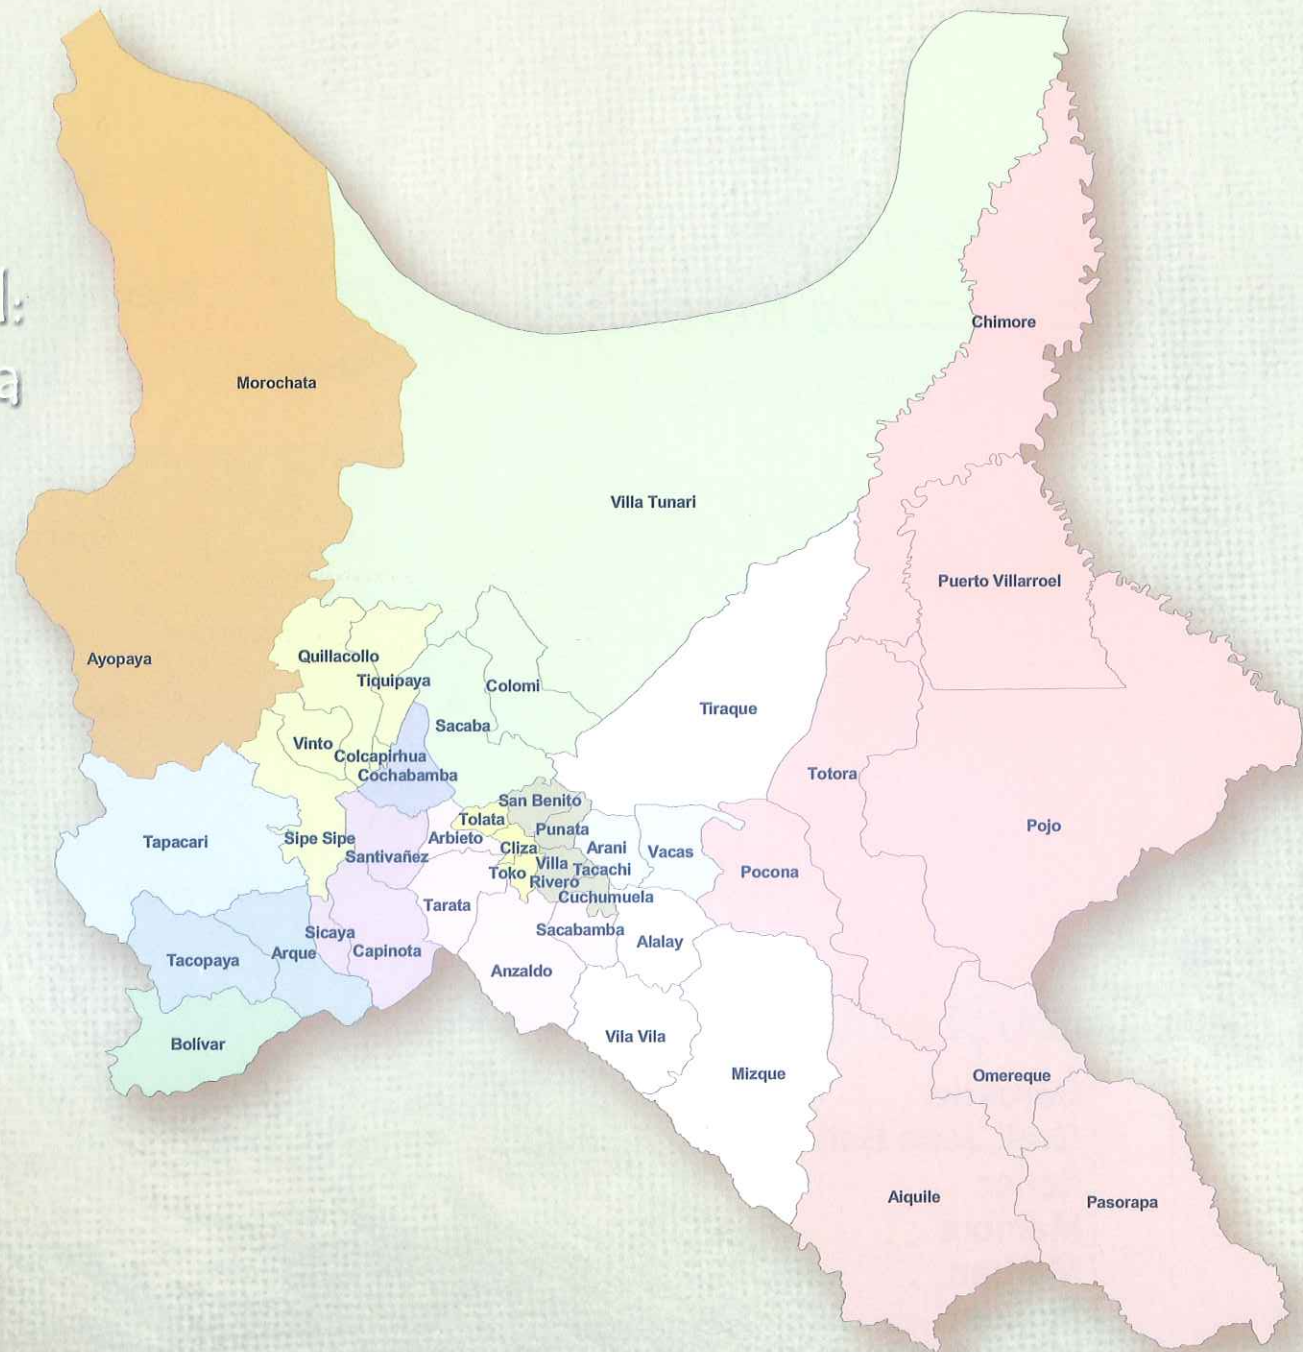 l:
a
Chimore
Morochata
Villa Tunari
Puerto Villarroel
Ayopaya
Quillacollo
Tiquipaya
Colomi
Tiraque
Sacaba
Vinto
Colcapirhua
Cochabamba
Totora
San Benito
Tolata
Punata
Pojo
Tapacari
Sipe Sipe
Arbieto
Cliza
Arani
Vacas
Santivañez
Villa
Rivero
Tacachi
Toko
Pocona
Cuchumuela
Tarata
Sicaya
Sacabamba
Alalay
Capinota
Arque
Tacopaya
Anzaldo
Vila Vila
Bolívar
Mizque
Omereque
Aiquile
Pasorapa